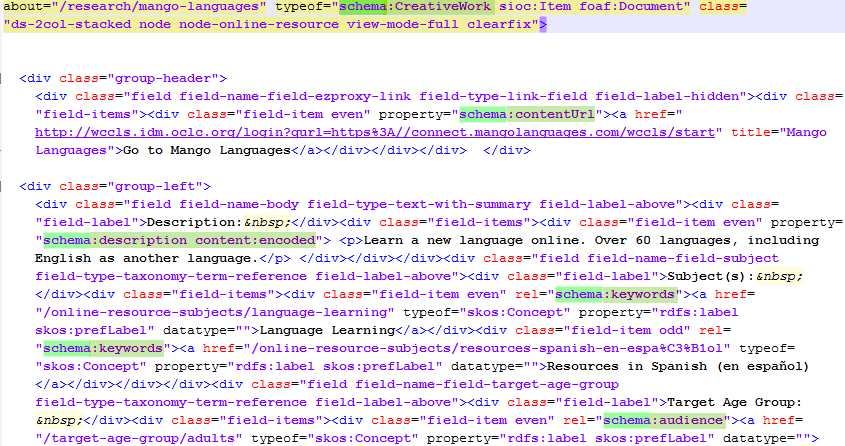 about="/research/mango-languages" typeof="schema:CreativeWork sioc:Item foaf:Document" class=
"ds-2col-stacked node node-online-resource view-mode-full clearfix">
<div class="group-header">
<div class="field field-name-field-ezproxy-link field-type-link-field field-label-hidden"><div class=
"field-items"><div class="field-item even" property="schema:contentUrl"><a href="
http://wccls.idm.oclc.org/login?qurl=https%3A//connect.mangolanguages.com/wccls/start" title="Mango
Languages">Go to Mango Languages</a></div></div></div>  </div>
<div class="group-left">
<div class="field field-name-body field-type-text-with-summary field-label-above"><div class=
"field-label">Description:&nbsp;</div><div class="field-items"><div class="field-item even" property=
"schema:description content:encoded"> <p>Learn a new language online. Over 60 languages, including
English as another language.</p> </div></div></div><div class="field field-name-field-subject
field-type-taxonomy-term-reference field-label-above"><div class="field-label">Subject(s):&nbsp;
</div><div class="field-items"><div class="field-item even" rel="schema:keywords"><a href=
"/online-resource-subjects/language-learning" typeof="skos:Concept" property="rdfs:label
skos:prefLabel" datatype="">Language Learning</a></div><div class="field-item odd" rel=
"schema:keywords"><a href="/online-resource-subjects/resources-spanish-en-espa%C3%B1ol" typeof=
"skos:Concept" property="rdfs:label skos:prefLabel" datatype="">Resources in Spanish (en español)
</a></div></div></div><div class="field field-name-field-target-age-group
field-type-taxonomy-term-reference field-label-above"><div class="field-label">Target Age Group:
&nbsp;</div><div class="field-items"><div class="field-item even" rel="schema:audience"><a href=
"/target-age-group/adults" typeof="skos:Concept" property="rdfs:label skos:prefLabel" datatype="">